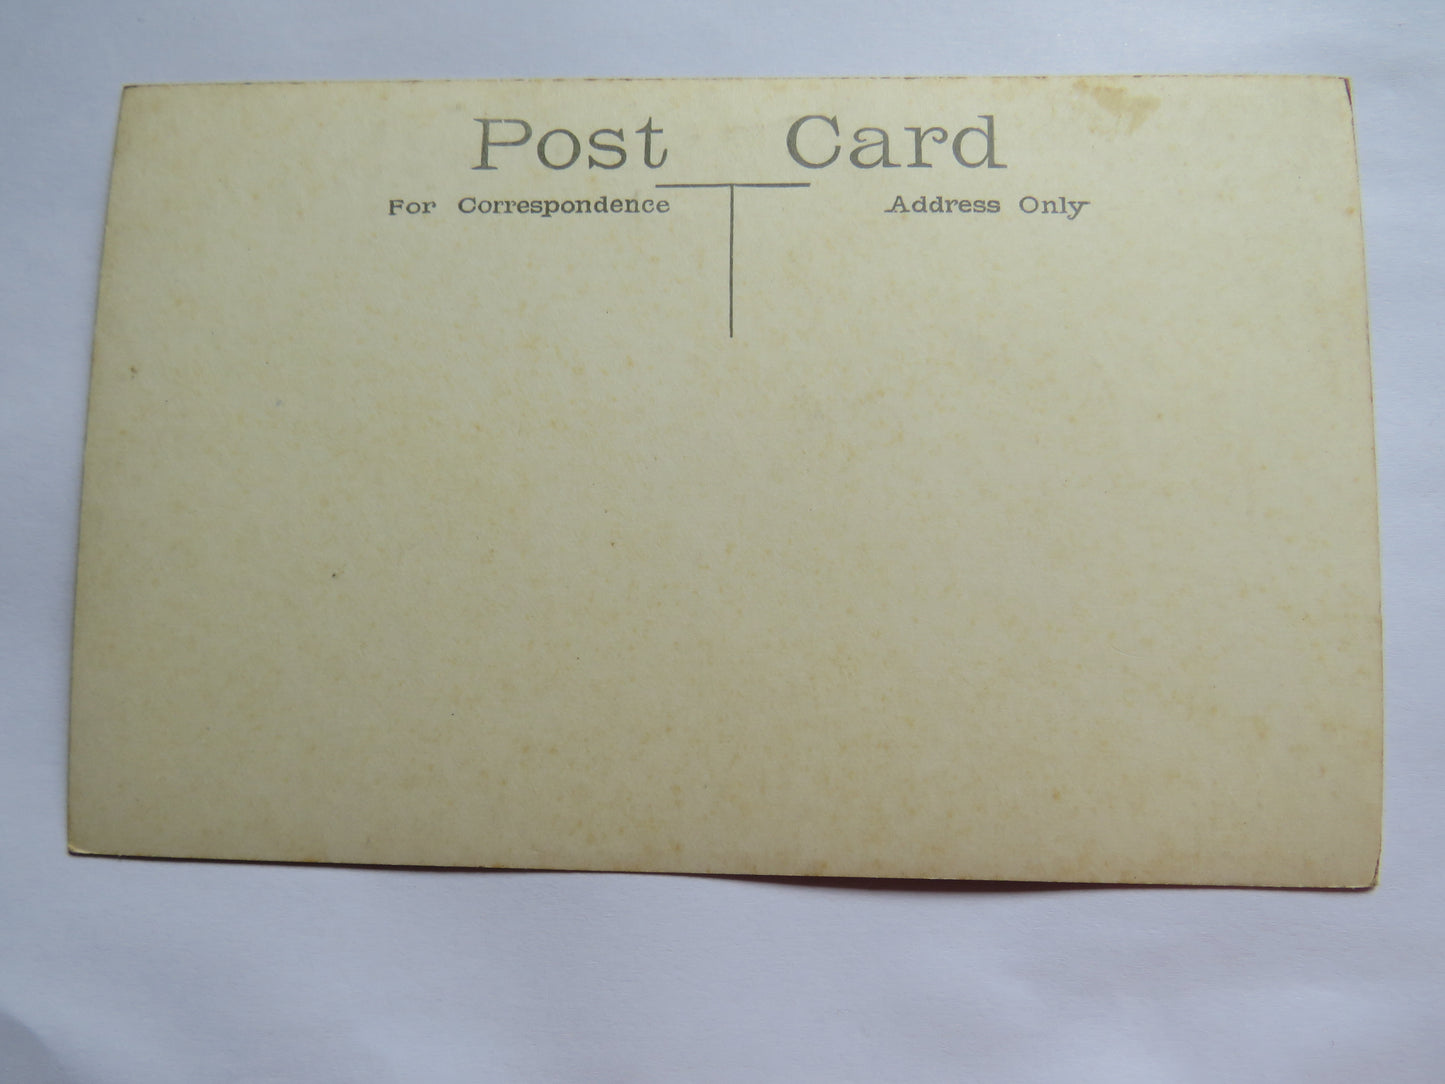 Post Card
For Correspondence
Address Only